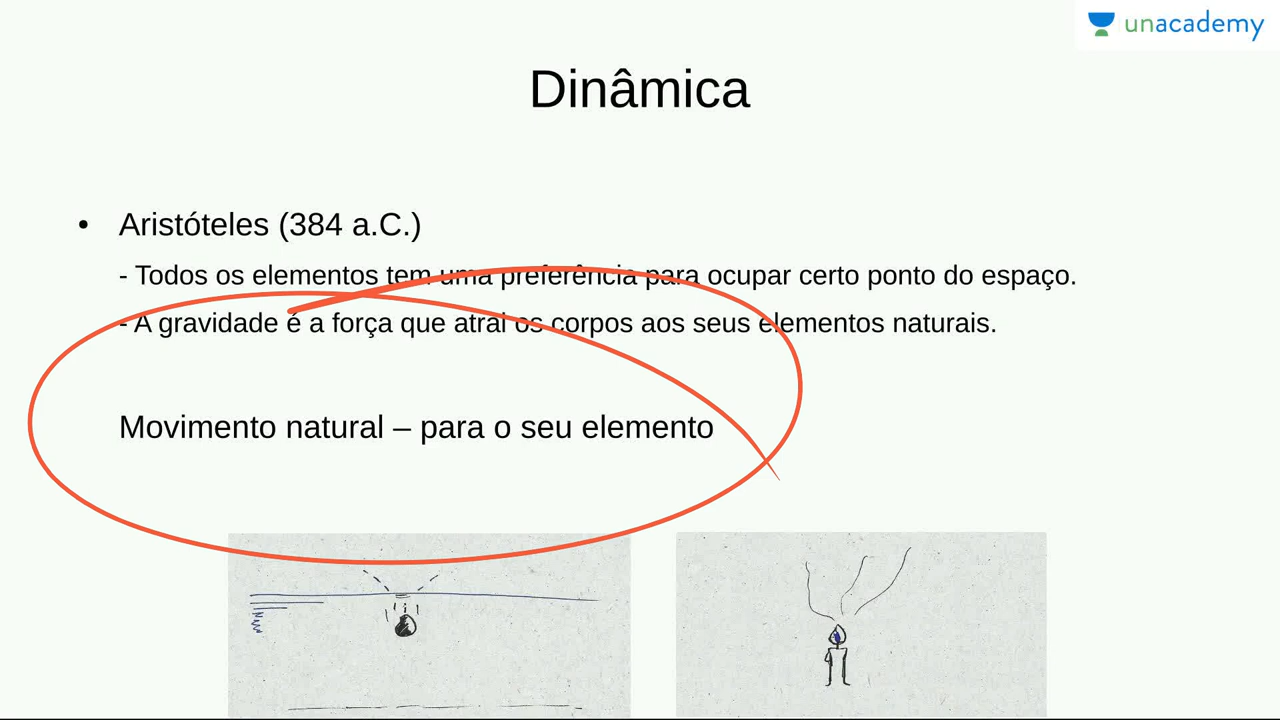 unacademy
Dinâmica
• Aristóteles (384 a.C.)
- Todos os elementos tem uma preferência para ocupar certo ponto do espaço.
- A gravidade é a força que atrai os corpos aos seus elementos naturais.
Movimento natural – para o seu elemento